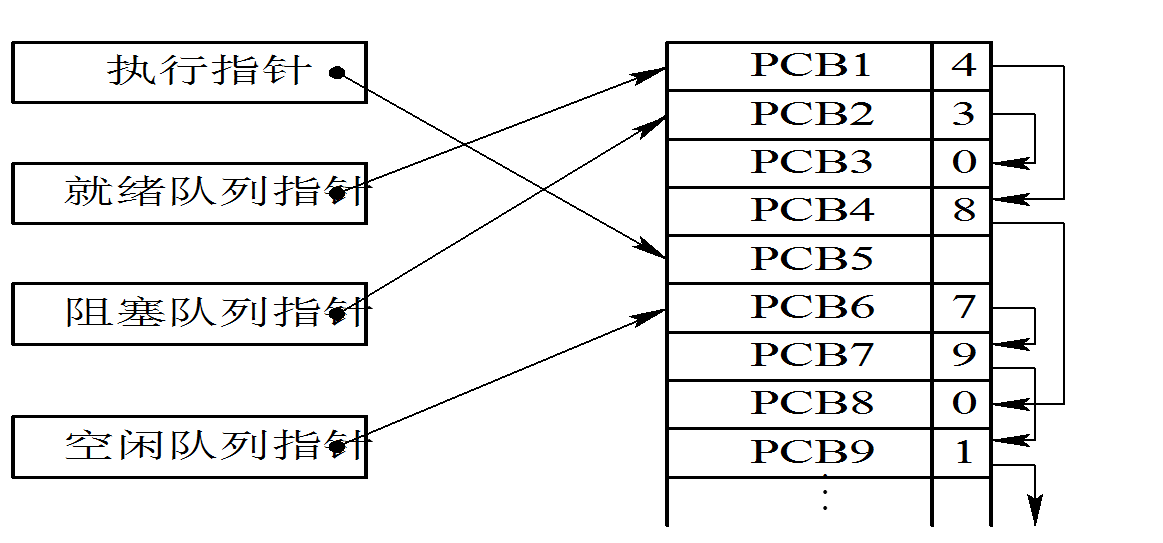 执行指针
就绪队列指针
阻塞队列指针
空闲队列指针
PCB1 4
PCB2 3
PCB3 0
PCB4 8
PCB5
PCB6 7
PCB7 9
PCB8 0
PCB9 1
⋮